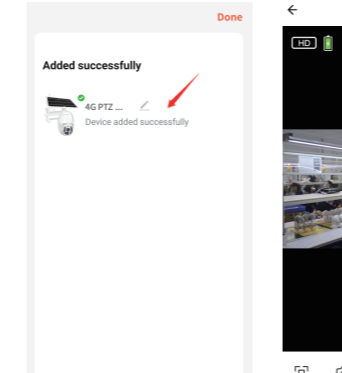 Done
HD
Added successfully
4G PTZ ...
Device added successfully